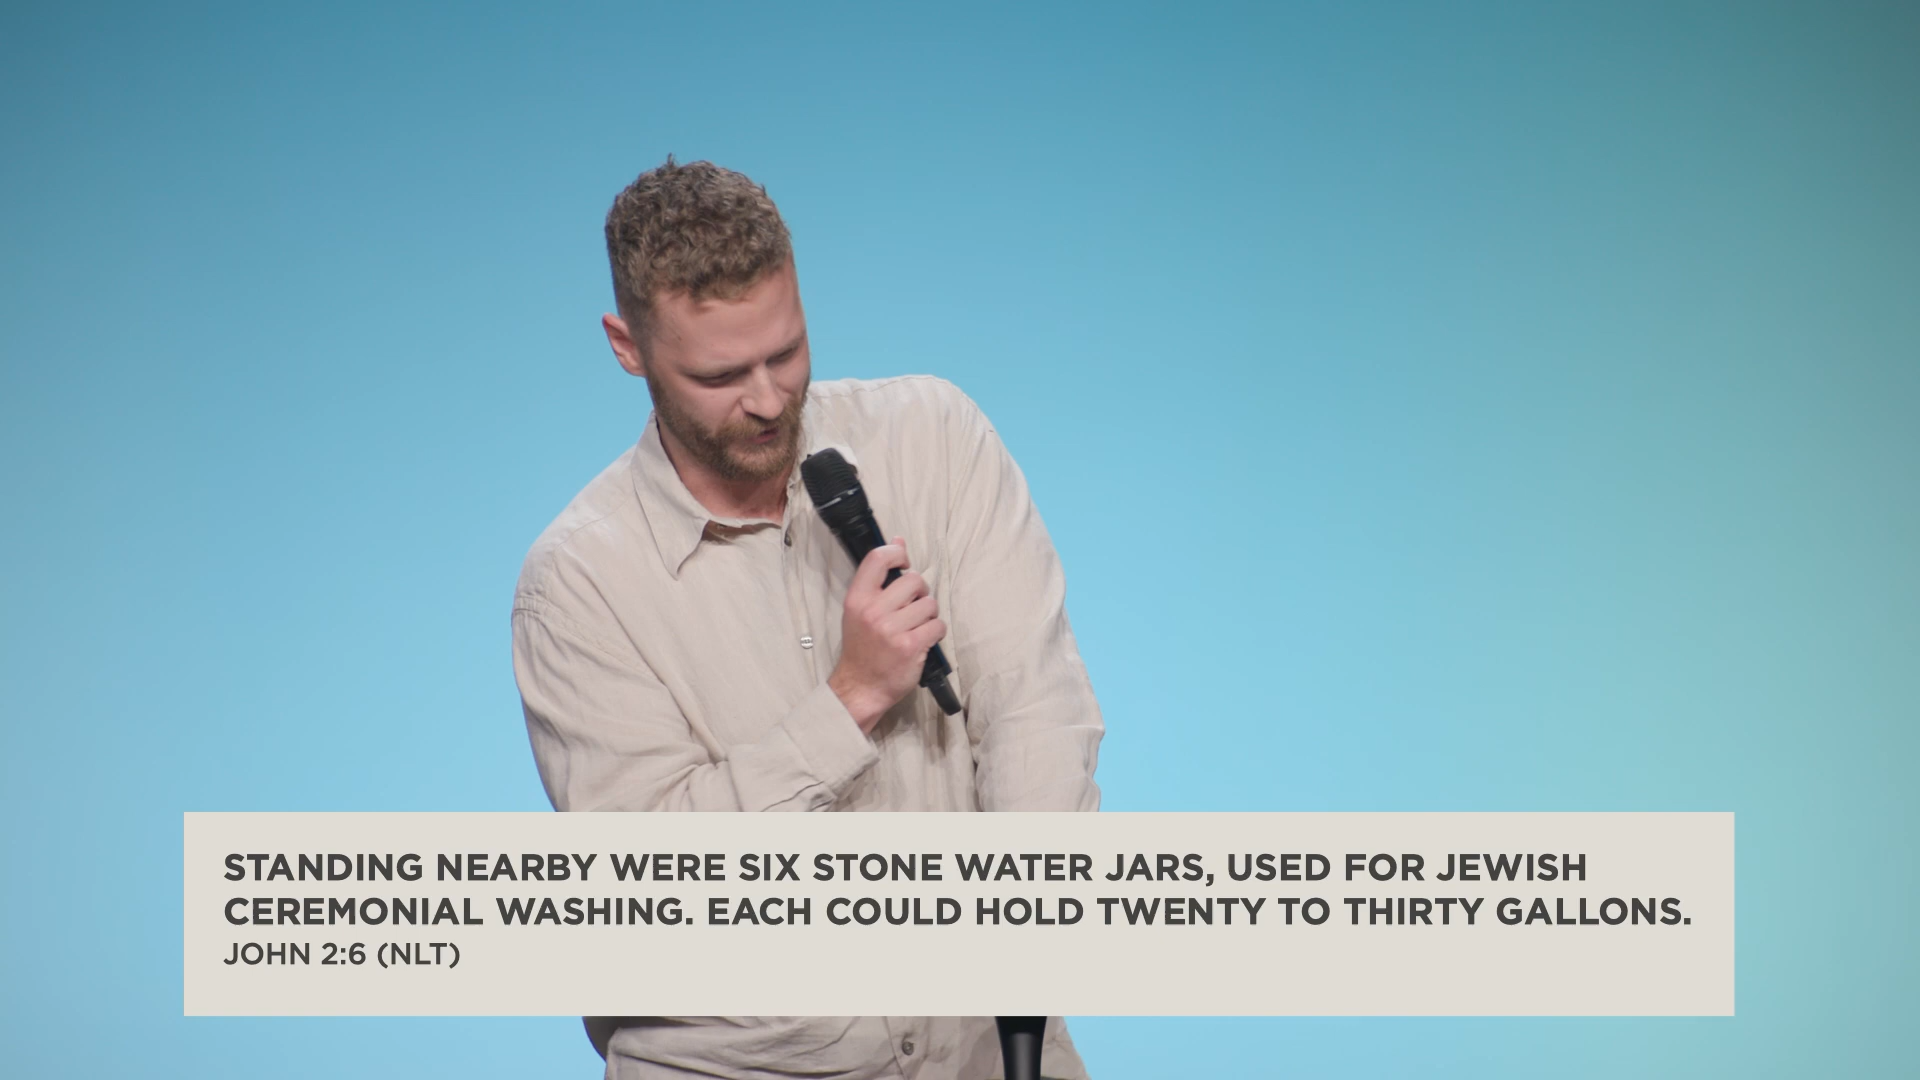 STANDING NEARBY WERE SIX STONE WATER JARS, USED FOR JEWISH
CEREMONIAL WASHING. EACH COULD HOLD TWENTY TO THIRTY GALLONS.
JOHN 2:6 (NLT)